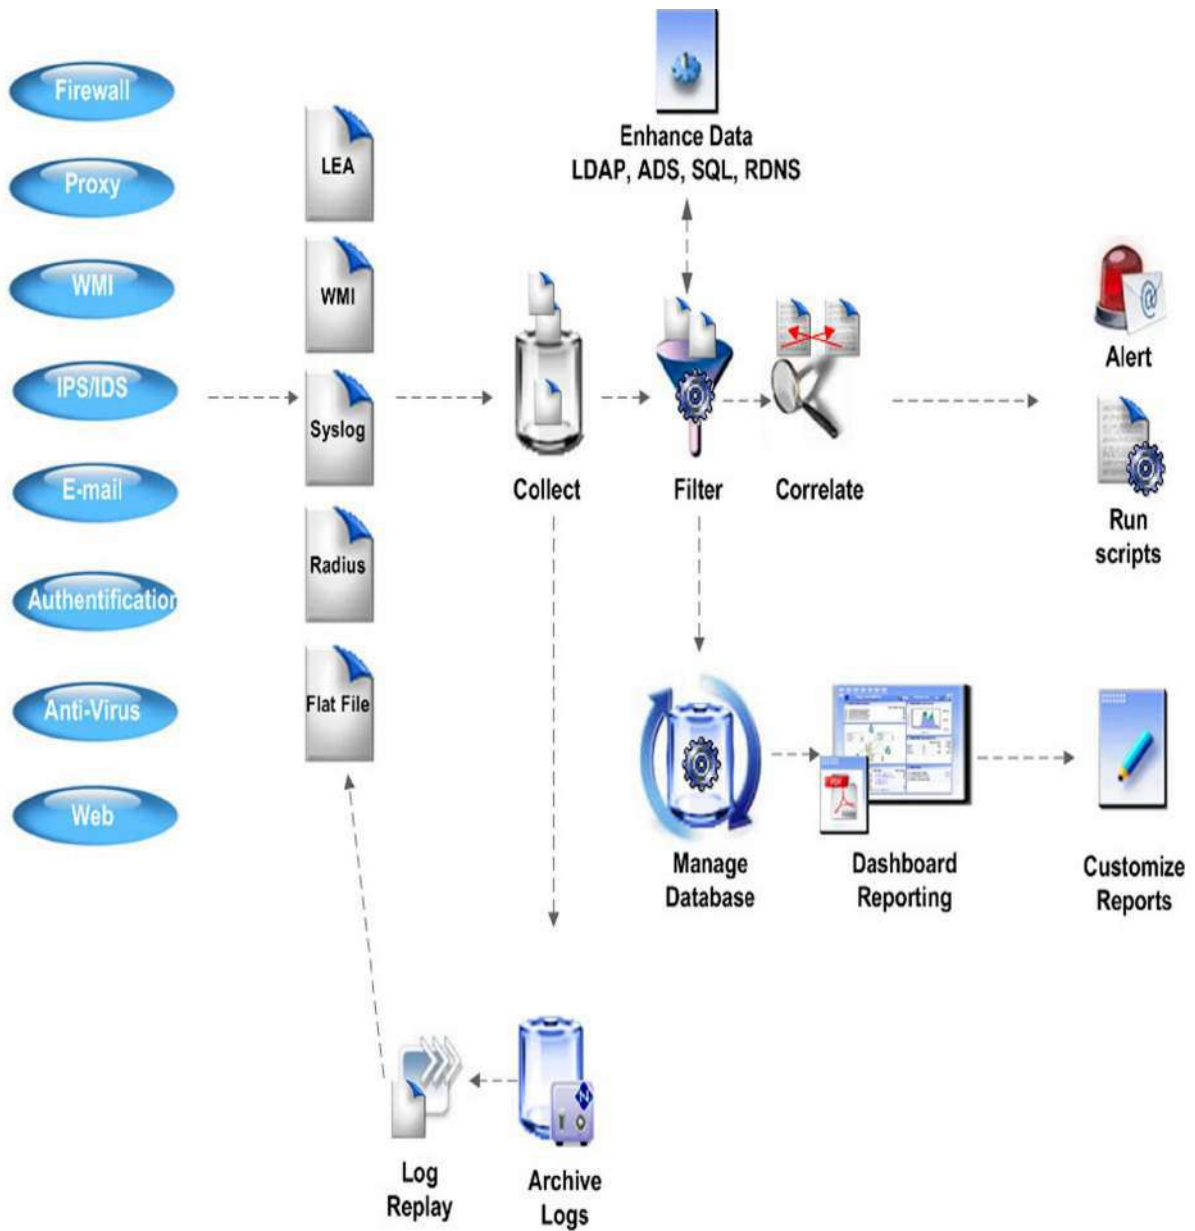 Firewall
Proxy
WMI
IPS/IDS
E-mail
Authentification
Anti-Virus
Web
LEA
WMI
Syslog
Radius
Flat File
Enhance Data
LDAP, ADS, SQL, RDNS
Collect
Filter
Correlate
Alert
Run
scripts
Manage
Database
PDF
Dashboard
Reporting
Customize
Reports
Log
Replay
N
Archive
Logs